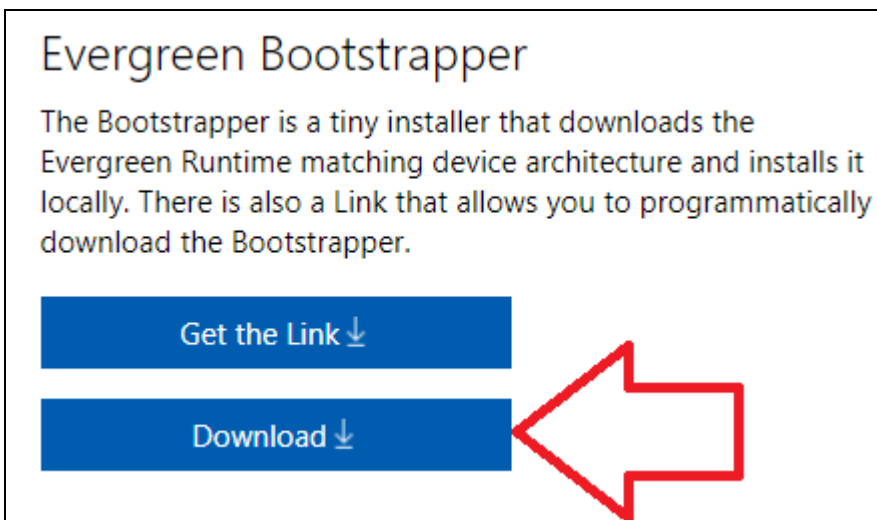 Evergreen Bootstrapper
The Bootstrapper is a tiny installer that downloads the
Evergreen Runtime matching device architecture and installs it
locally. There is also a Link that allows you to programmatically
download the Bootstrapper.
Get the Link
Download